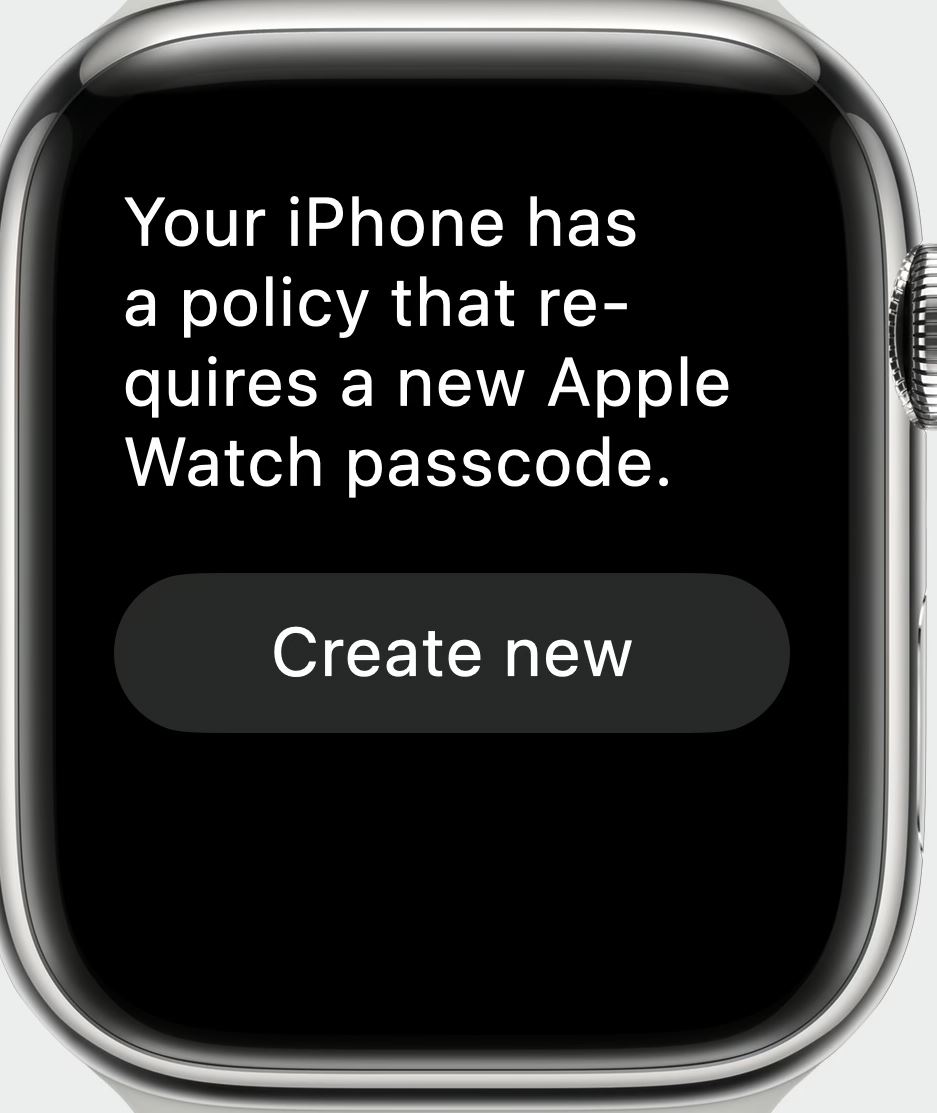 Your iPhone has
a policy that re-
quires a new Apple
Watch passcode.
Create new